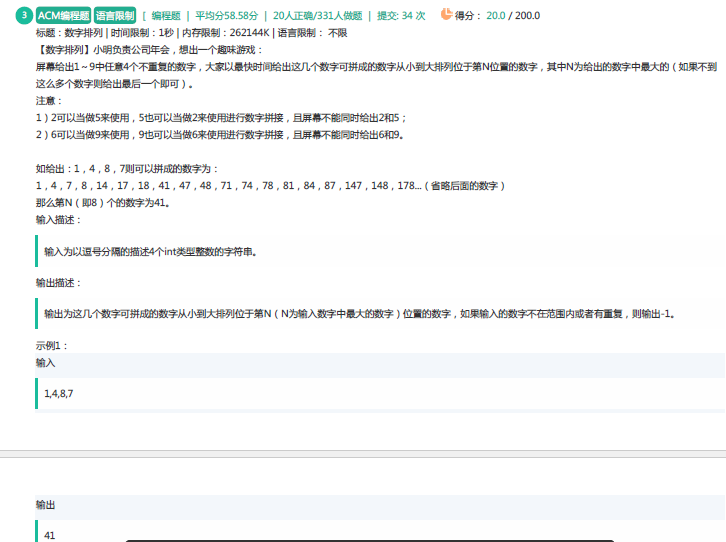 3 ACM编程题 语言限制 [ 编程题 | 平均分58.58分 | 20人正确/331人做题 | 提交: 34 次 得分： 20.0 / 200.0
标题：数字排列 | 时间限制：1秒 | 内存限制：262144K | 语言限制： 不限
【数字排列】小明负责公司年会，想出一个趣味游戏：
屏幕给出1～9中任意4个不重复的数字，大家以最快时间给出这几个数字可拼成的数字从小到大排列位于第N位置的数字，其中N为给出的数字中最大的（如果不到
这么多个数字则给出最后一个即可）。
注意：
1）2可以当做5来使用，5也可以当做2来使用进行数字拼接，且屏幕不能同时给出2和5；
2）6可以当做9来使用，9也可以当做6来使用进行数字拼接，且屏幕不能同时给出6和9。
如给出：1，4，8，7则可以拼成的数字为：
1，4，7，8，14，17，18，41，47，48，71，74，78，81，84，87，147，148，178...（省略后面的数字）
那么第N（即8）个的数字为41。
输入描述：
输入为以逗号分隔的描述4个int类型整数的字符串。
输出描述：
输出为这几个数字可拼成的数字从小到大排列位于第N（N为输入数字中最大的数字）位置的数字，如果输入的数字不在范围内或者有重复，则输出-1。
示例1：
输入
1,4,8,7
输出
41